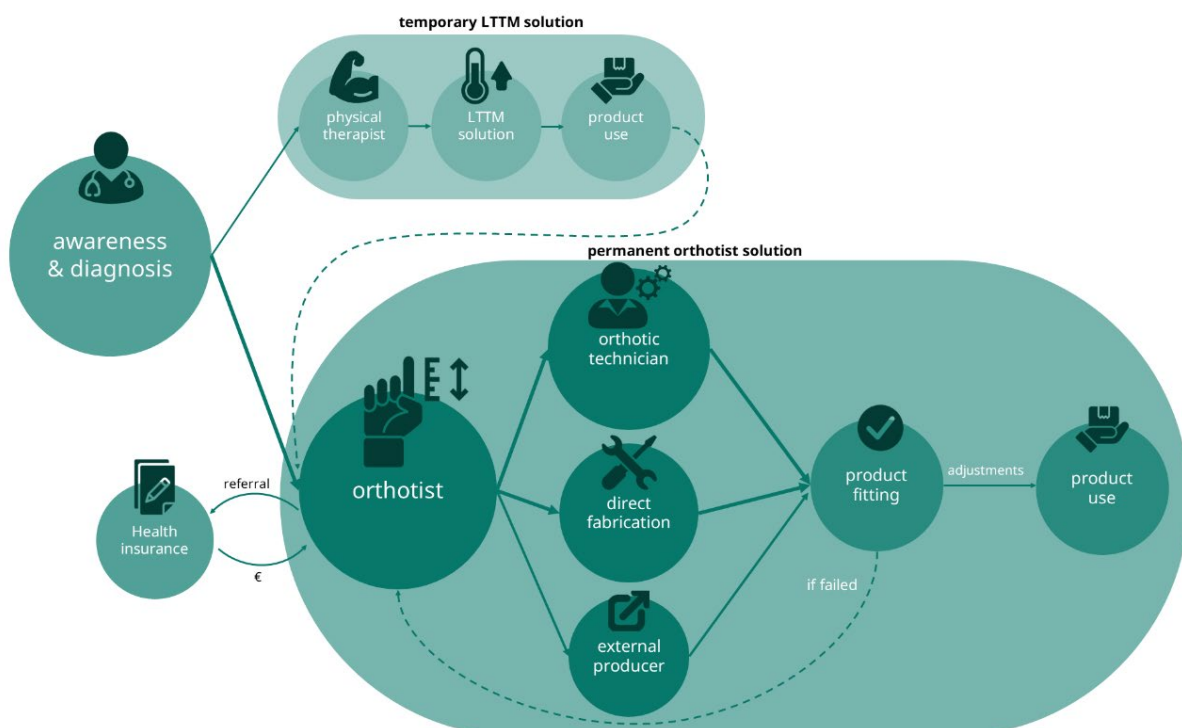 temporary LTTM solution
physical
therapist
LTTM
solution
product
use
awareness
& diagnosis
permanent orthotist solution
orthotic
technician
orthotist
referral
Health
insurance
€
direct
fabrication
product
fitting
adjustments
product
use
if failed
external
producer